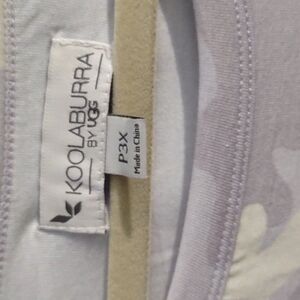 KOOLABURRA
BY UGG
P3X
Made in China